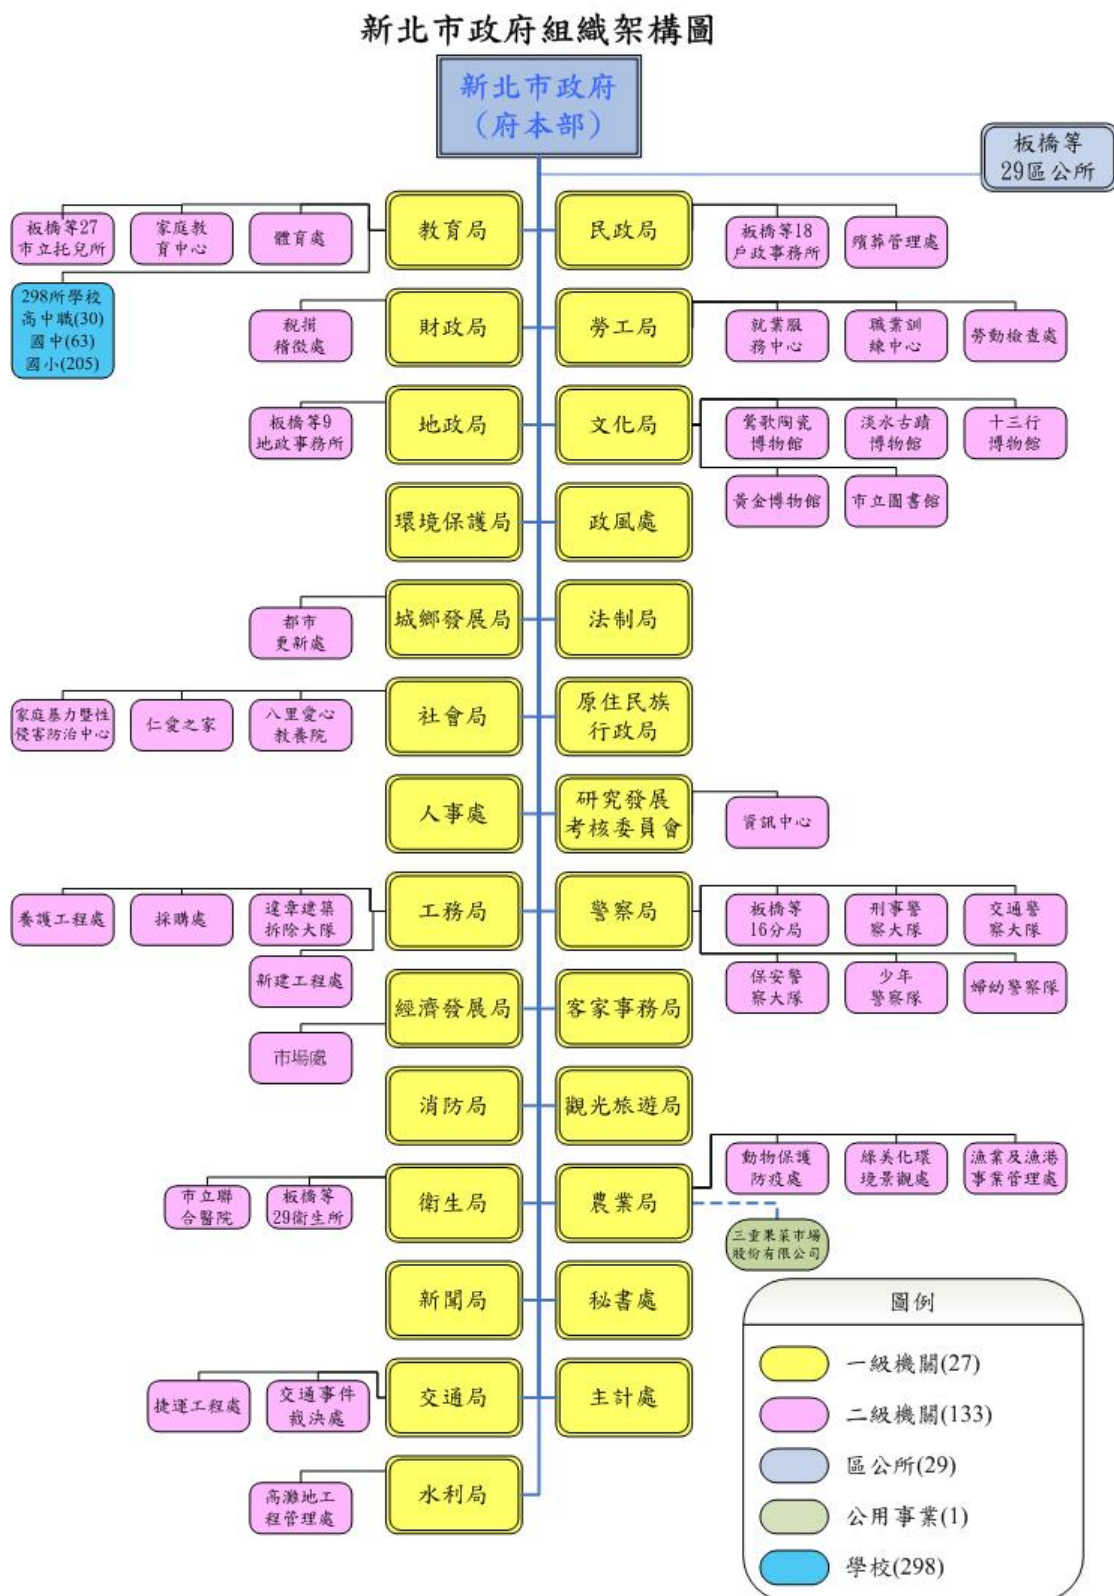 新北市政府組織架構圖
新北市政府
(府本部)
板橋等
29區公所
教育局
板橋等27
市立托兒所
家庭教
育中心
體育處
298所學校
高中職(30)
國中(63)
國小(205)
民政局
板橋等18
戶政事務所
殯葬管理處
財政局
稅捐
稽徵處
勞工局
就業服
務中心
職業訓
練中心
勞動檢查處
地政局
板橋等9
地政事務所
文化局
鶯歌陶瓷
博物館
淡水古蹟
博物館
十三行
博物館
黃金博物館
市立圖書館
環境保護局
政風處
城鄉發展局
都市
更新處
法制局
社會局
家庭暴力暨性
侵害防治中心
仁愛之家
八里愛心
教養院
原住民族
行政局
人事處
研究發展
考核委員會
資訊中心
工務局
養護工程處
採購處
違章建築
拆除大隊
新建工程處
警察局
板橋等
16分局
刑事警
察大隊
交通警
察大隊
保安警
察大隊
少年
警察隊
婦幼警察隊
經濟發展局
市場處
客家事務局
消防局
觀光旅遊局
衛生局
市立聯
合醫院
板橋等
29衛生所
農業局
動物保護
防疫處
綠美化環
境景觀處
漁業及漁港
事業管理處
三重果菜市場
股份有限公司
新聞局
秘書處
交通局
捷運工程處
交通事件
裁決處
主計處
水利局
高灘地工
程管理處
圖例
一級機關(27)
二級機關(133)
區公所(29)
公用事業(1)
學校(298)